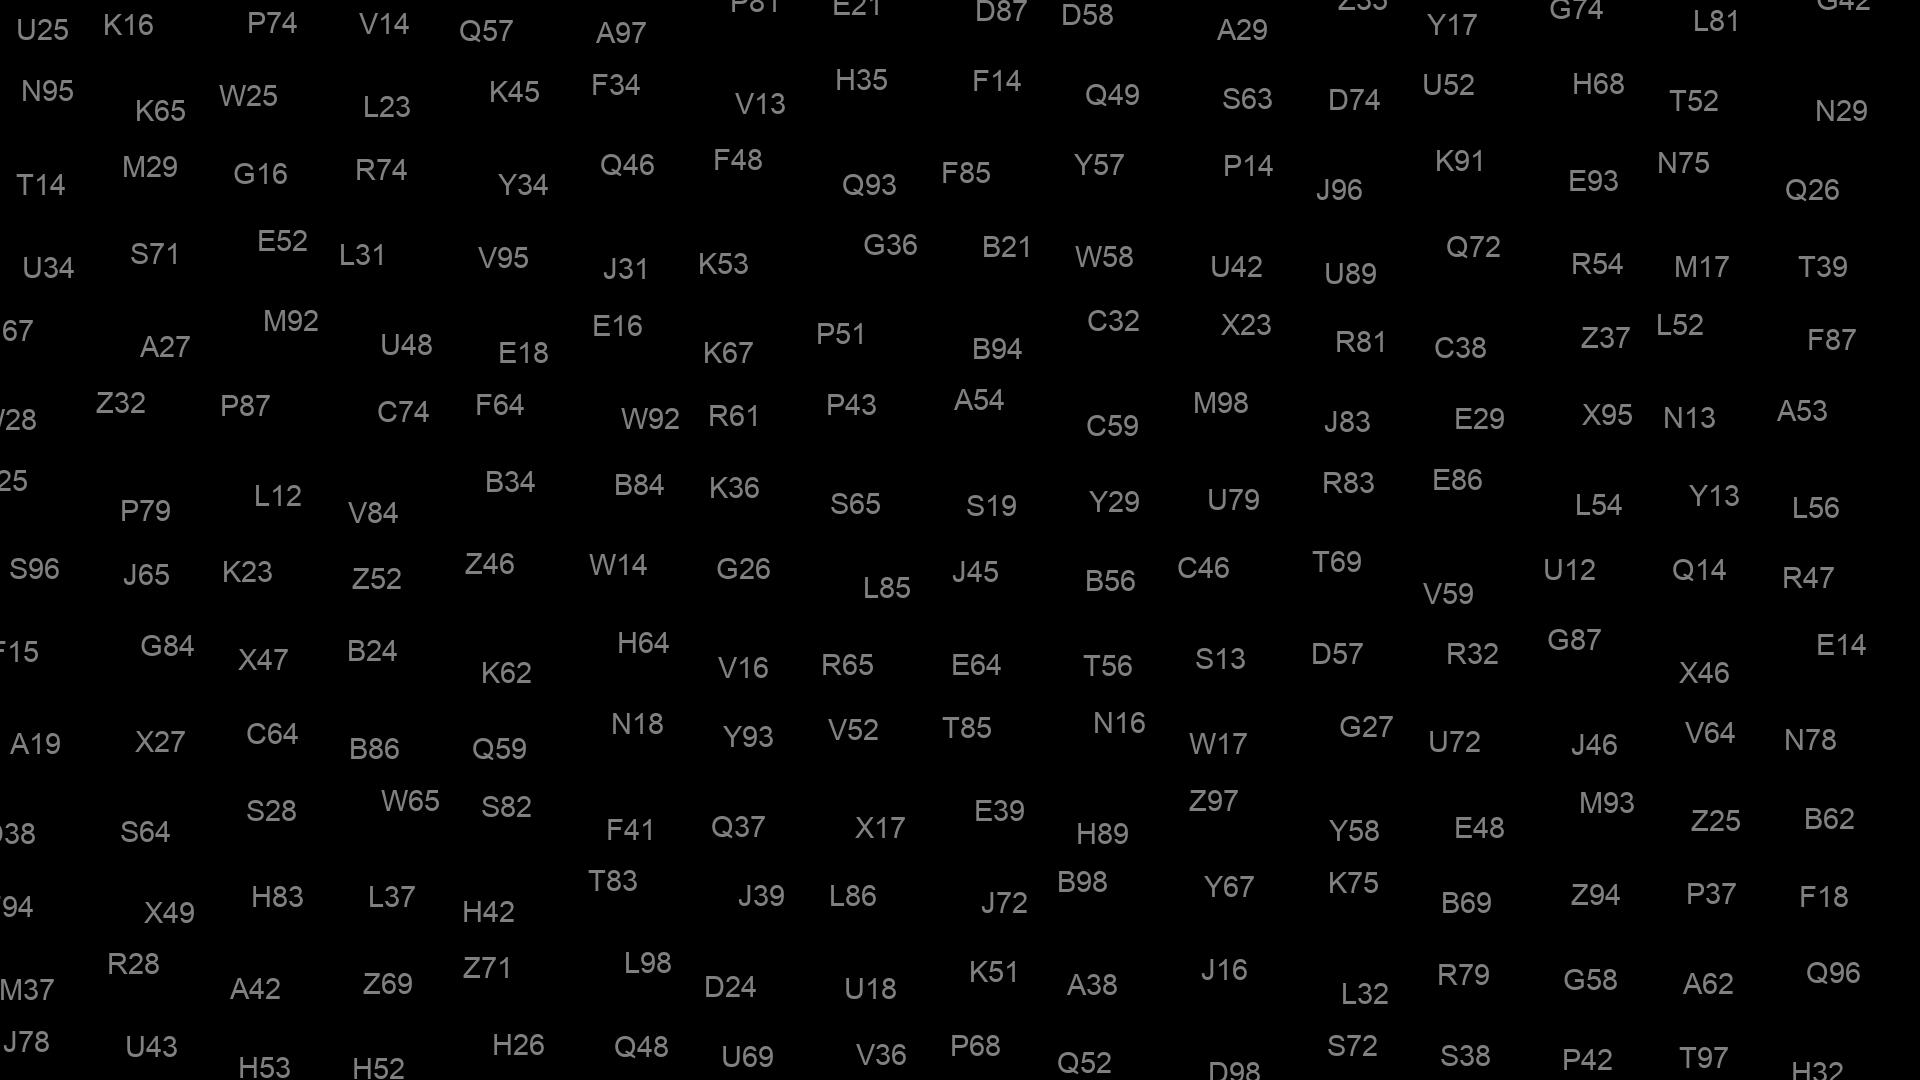 U25 K16 P74 V14 Q57 A97 P81 E21 D87 D58 A29 Z35 Y17 G74 L81 G42
N95 K65 W25 L23 K45 F34 V13 H35 F14 Q49 S63 D74 U52 H68 T52 N29
T14 M29 G16 R74 Y34 Q46 F48 Q93 F85 Y57 P14 J96 K91 E93 N75 Q26
U34 S71 E52 L31 V95 J31 K53 G36 B21 W58 U42 U89 Q72 R54 M17 T39
67 A27 M92 U48 E18 E16 K67 P51 B94 C32 X23 R81 C38 Z37 L52 F87
28 Z32 P87 C74 F64 W92 R61 P43 A54 C59 M98 J83 E29 X95 N13 A53
25 P79 L12 V84 B34 B84 K36 S65 S19 Y29 U79 R83 E86 L54 Y13 L56
S96 J65 K23 Z52 Z46 W14 G26 L85 J45 B56 C46 T69 V59 U12 Q14 R47
F15 G84 X47 B24 K62 H64 V16 R65 E64 T56 S13 D57 R32 G87 X46 E14
A19 X27 C64 B86 Q59 N18 Y93 V52 T85 N16 W17 G27 U72 J46 V64 N78
38 S64 S28 W65 S82 F41 Q37 X17 E39 H89 Z97 Y58 E48 M93 Z25 B62
94 X49 H83 L37 H42 T83 J39 L86 J72 B98 Y67 K75 B69 Z94 P37 F18
M37 R28 A42 Z69 Z71 L98 D24 U18 K51 A38 J16 L32 R79 G58 A62 Q96
J78 U43 H53 H52 H26 Q48 U69 V36 P68 Q52 D98 S72 S38 P42 T97 H32